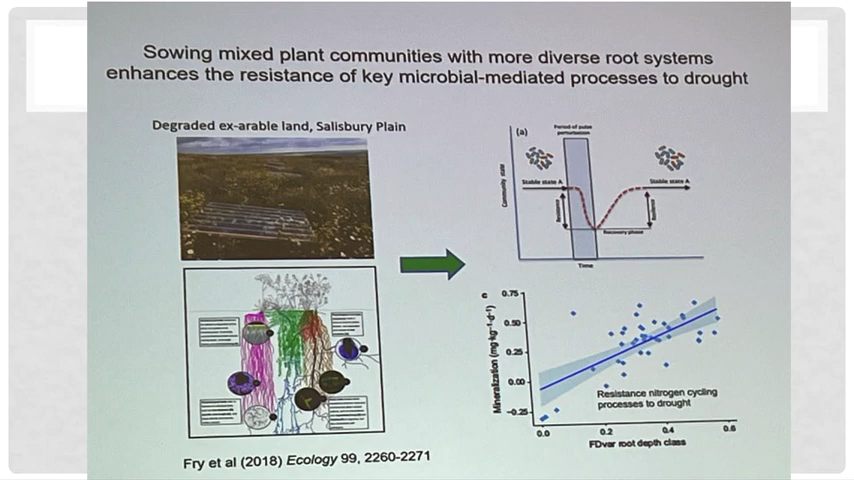 Sowing mixed plant communities with more diverse root systems
enhances the resistance of key microbial-mediated processes to drought
Degraded ex-arable land, Salisbury Plain
(a)
Period of pulse
perturbation
Community state
Stable state A
Stable state A
Resistance
Resilience
Recovery phase
Time
c
Mineralization (mg·kg⁻¹·d⁻¹)
0.75
0.50
0.25
0.00
-0.25
Resistance nitrogen cycling
processes to drought
0.0 0.2 0.4 0.6
FDvar root depth class
Fry et al (2018) Ecology 99, 2260-2271